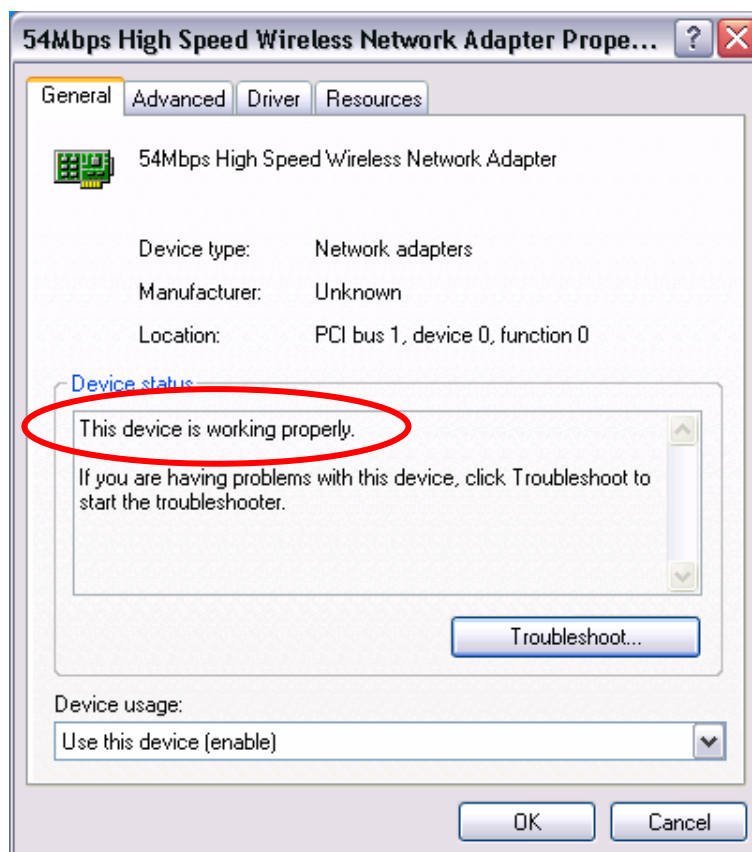 54Mbps High Speed Wireless Network Adapter Prope...
General Advanced Driver Resources
54Mbps High Speed Wireless Network Adapter
Device type: Network adapters
Manufacturer: Unknown
Location: PCI bus 1, device 0, function 0
Device status
This device is working properly.
If you are having problems with this device, click Troubleshoot to
start the troubleshooter.
Troubleshoot...
Device usage:
Use this device (enable)
OK Cancel